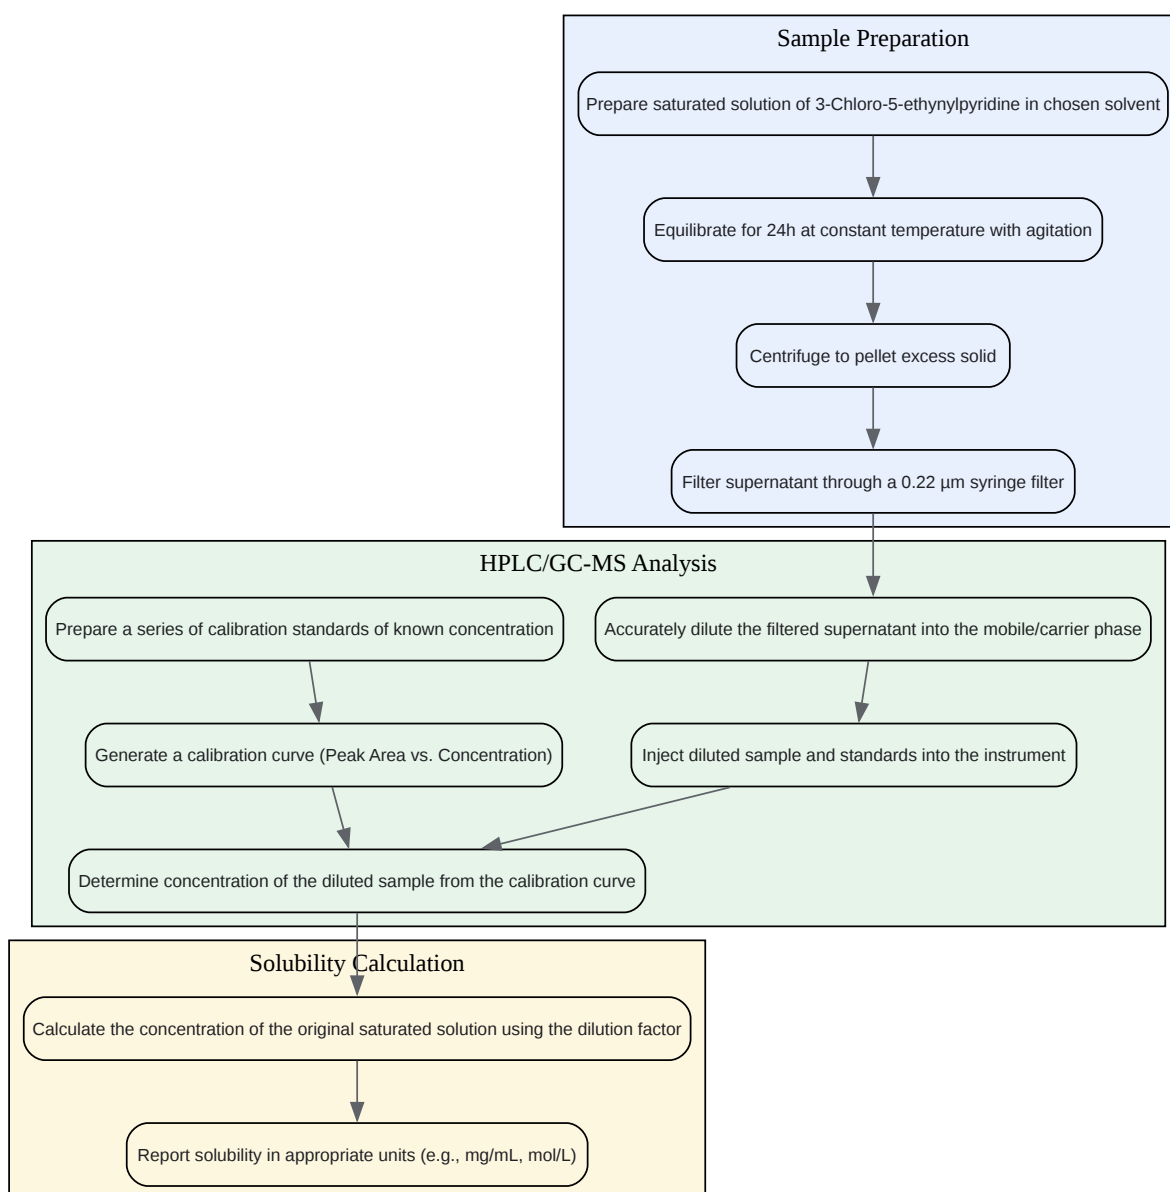 Sample Preparation
Prepare saturated solution of 3-Chloro-5-ethynylpyridine in chosen solvent
Equilibrate for 24h at constant temperature with agitation
Centrifuge to pellet excess solid
Filter supernatant through a 0.22 µm syringe filter
HPLC/GC-MS Analysis
Prepare a series of calibration standards of known concentration
Accurately dilute the filtered supernatant into the mobile/carrier phase
Generate a calibration curve (Peak Area vs. Concentration)
Inject diluted sample and standards into the instrument
Determine concentration of the diluted sample from the calibration curve
Solubility Calculation
Calculate the concentration of the original saturated solution using the dilution factor
Report solubility in appropriate units (e.g., mg/mL, mol/L)